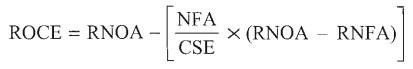 ROCE = RNOA − [NFA/CSE × (RNOA − RNFA)]